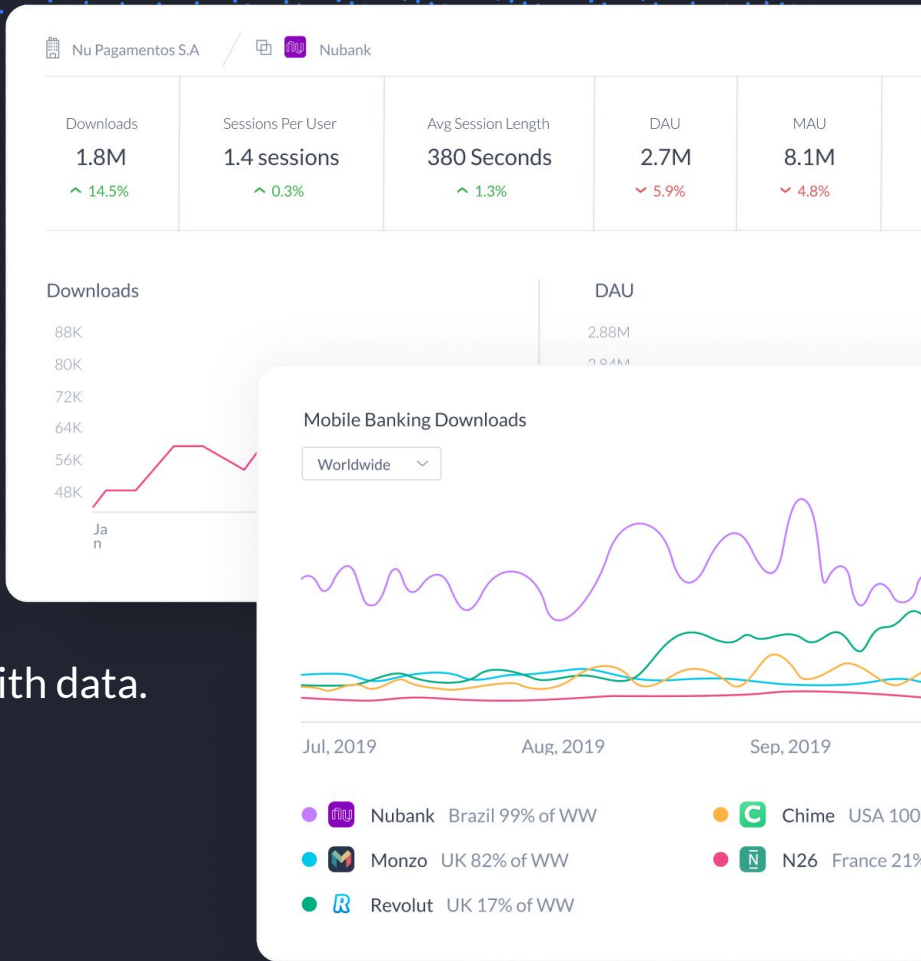 Nu Pagamentos S.A / nu Nubank
Downloads Sessions Per User Avg Session Length DAU MAU
1.8M 1.4 sessions 380 Seconds 2.7M 8.1M
14.5% 0.3% 1.3% 5.9% 4.8%
Downloads
88K
80K
72K
64K
56K
48K
Ja
n
DAU
2.88M
2.84M
Mobile Banking Downloads
Worldwide
Jul, 2019 Aug, 2019 Sep, 2019
nu Nubank Brazil 99% of WW
Monzo UK 82% of WW
R Revolut UK 17% of WW
C Chime USA 100
N N26 France 21%
ith data.